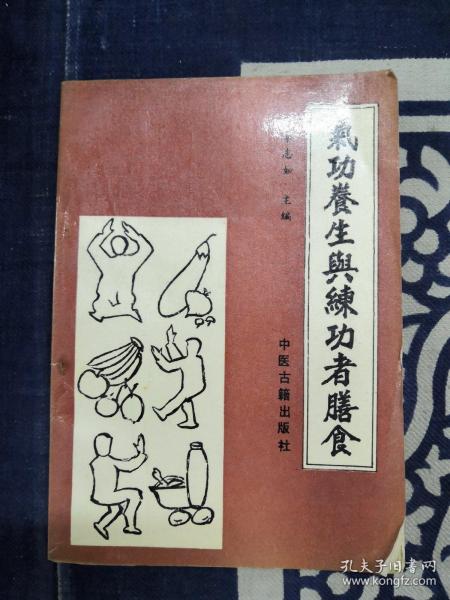 氣功養生與練功者膳食
志如 主编
中医古籍出版社
孔夫子旧书网
www.kongfz.com